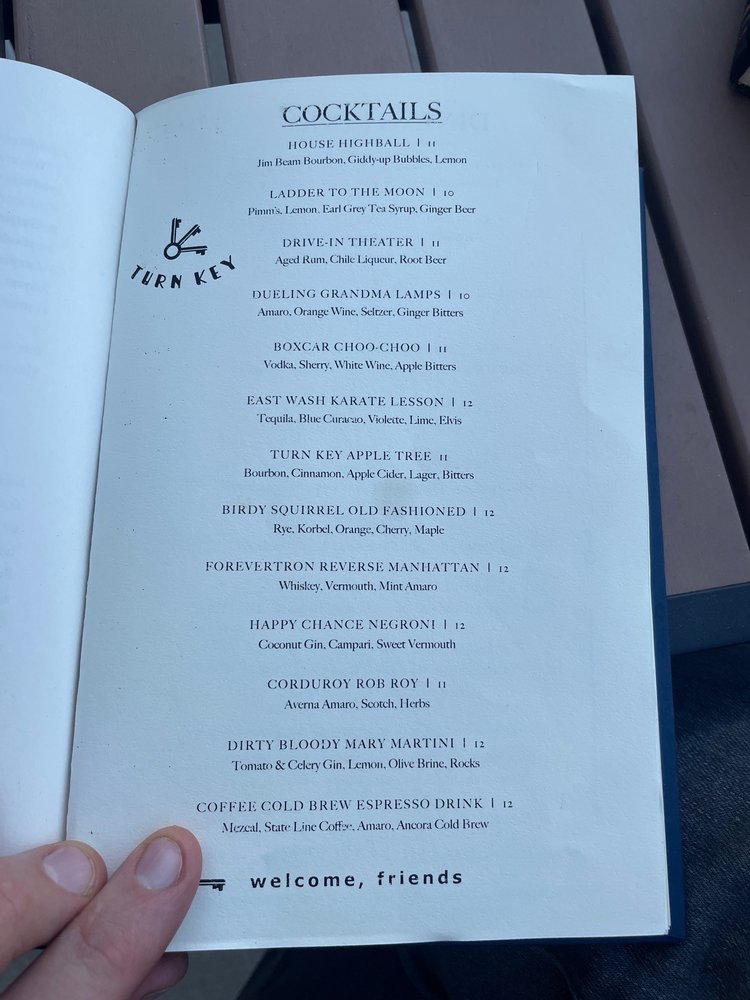 COCKTAILS
HOUSE HIGHBALL | 11
Jim Beam Bourbon, Giddy-up Bubbles, Lemon
LADDER TO THE MOON | 10
Pimm's, Lemon, Earl Grey Tea Syrup, Ginger Beer
TURN KEY
DRIVE-IN THEATER | 11
Aged Rum, Chile Liqueur, Root Beer
DUELING GRANDMA LAMPS | 10
Amaro, Orange Wine, Seltzer, Ginger Bitters
BOXCAR CHOO-CHOO | 11
Vodka, Sherry, White Wine, Apple Bitters
EAST WASH KARATE LESSON | 12
Tequila, Blue Curacao, Violette, Lime, Elvis
TURN KEY APPLE TREE 11
Bourbon, Cinnamon, Apple Cider, Lager, Bitters
BIRDY SQUIRREL OLD FASHIONED | 12
Rye, Korbel, Orange, Cherry, Maple
FOREVERTRON REVERSE MANHATTAN | 12
Whiskey, Vermouth, Mint Amaro
HAPPY CHANCE NEGRONI | 12
Coconut Gin, Campari, Sweet Vermouth
CORDUROY ROB ROY | 11
Averna Amaro, Scotch, Herbs
DIRTY BLOODY MARY MARTINI | 12
Tomato & Celery Gin, Lemon, Olive Brine, Rocks
COFFEE COLD BREW ESPRESSO DRINK | 12
Mezcal, State Line Coffee, Amaro, Ancora Cold Brew
welcome, friends